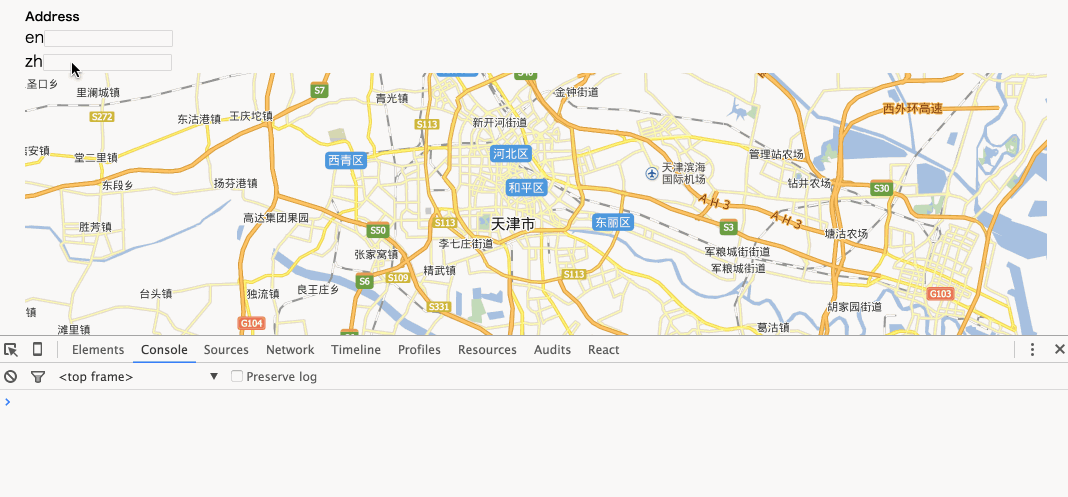 Address
en
zh
圣口乡
里澜城镇
S7
青光镇
金钟街道
西外环高速
S272
东沽港镇
王庆坨镇
S113
新开河街道
堂二里镇
西青区
河北区
管理站农场
天津滨海
国际机场
东段乡
扬芬港镇
和平区
钻井农场
S30
A.H.3
胜芳镇
高达集团果园
S50
S113
天津市
东丽区
S3
A.H.3
塘沽农场
李七庄街道
张家窝镇
军粮城街街道
军粮城街道
精武镇
S6
S109
S113
台头镇
独流镇
良王庄乡
G103
S331
胡家园街道
镇
滩里镇
G104
葛沽镇
Elements Console Sources Network Timeline Profiles Resources Audits React
<top frame> Preserve log